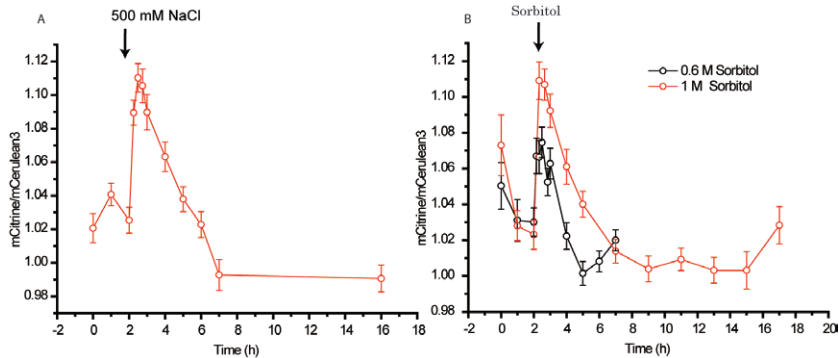 A
500 mM NaCl
mCitrine/mCerulean3
1.12
1.10
1.08
1.06
1.04
1.02
1.00
0.98
-2 0 2 4 6 8 10 12 14 16 18
Time (h)
B
Sorbitol
0.6 M Sorbitol
1 M Sorbitol
mCitrine/mCerulean3
1.12
1.10
1.08
1.06
1.04
1.02
1.00
0.98
-2 0 2 4 6 8 10 12 14 16 18 20
Time (h)